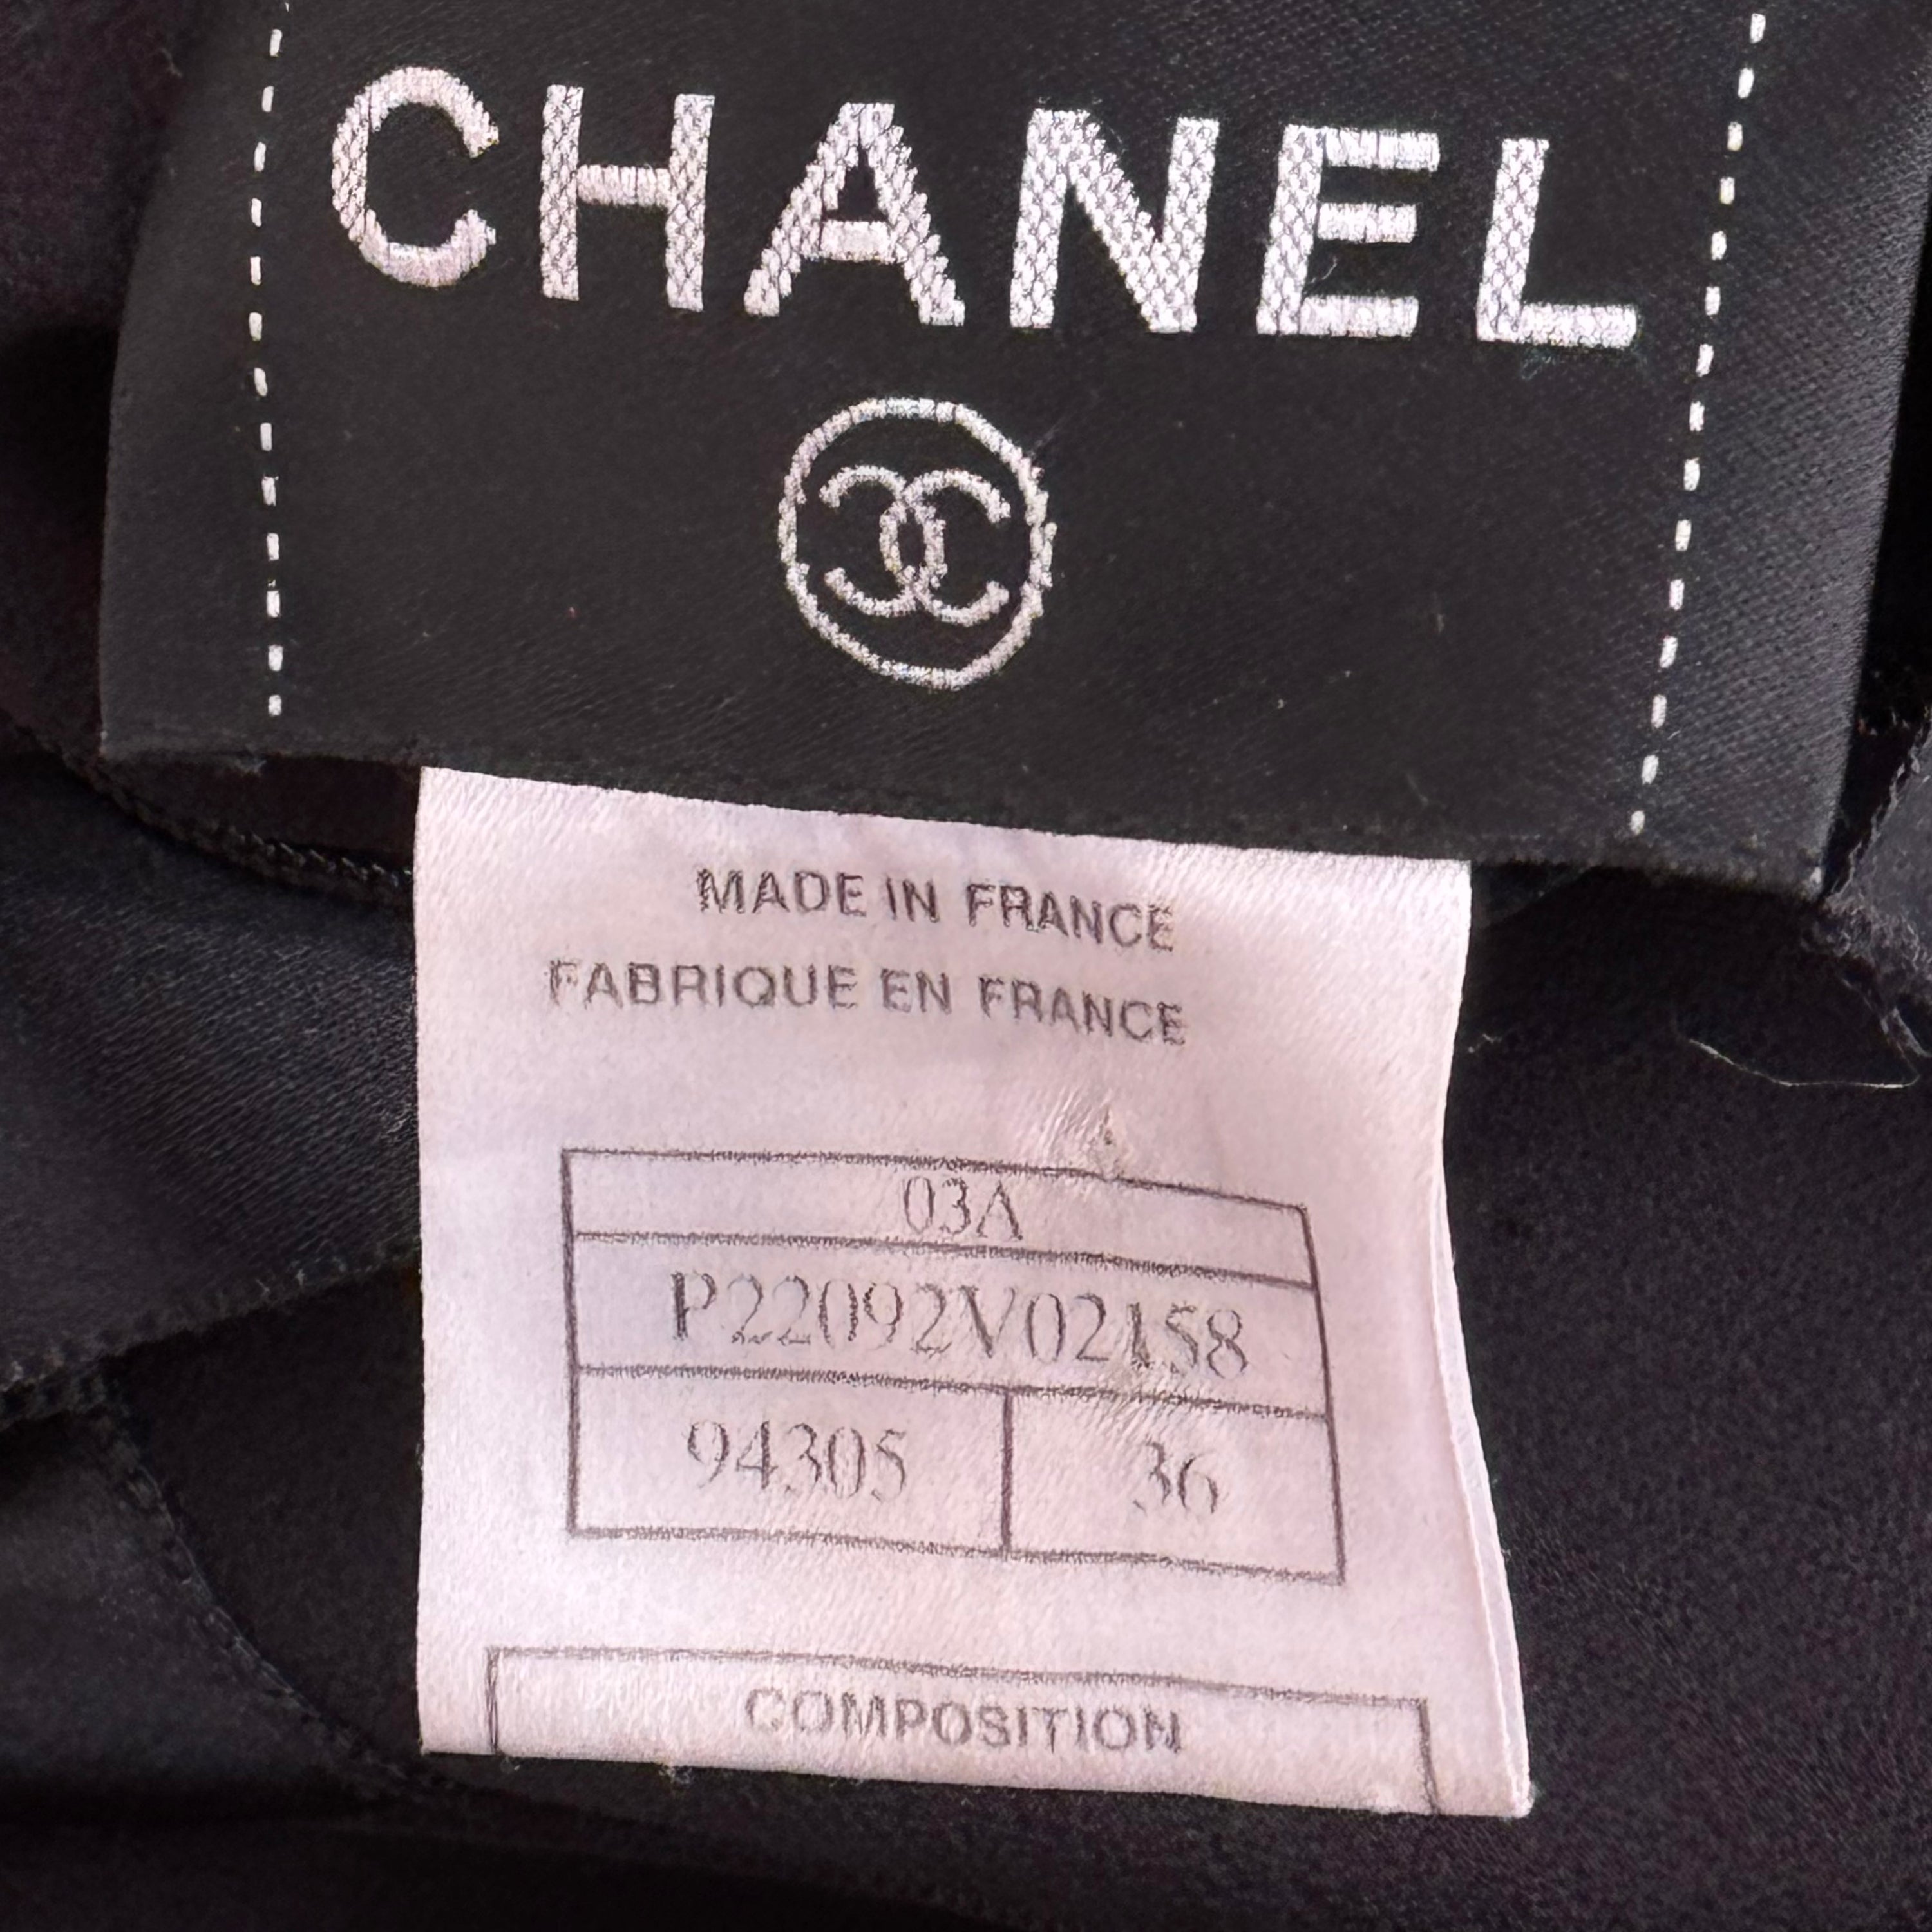 CHANEL
MADE IN FRANCE
FABRIQUE EN FRANCE
03A
P22092V02158
94305 36
COMPOSITION